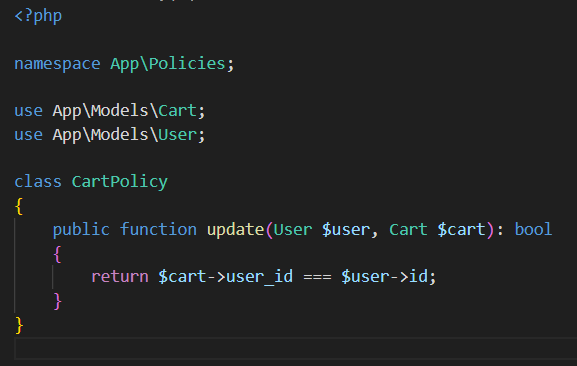 <?php
namespace App\Policies;
use App\Models\Cart;
use App\Models\User;
class CartPolicy
{
    public function update(User $user, Cart $cart): bool
    {
        return $cart->user_id === $user->id;
    }
}